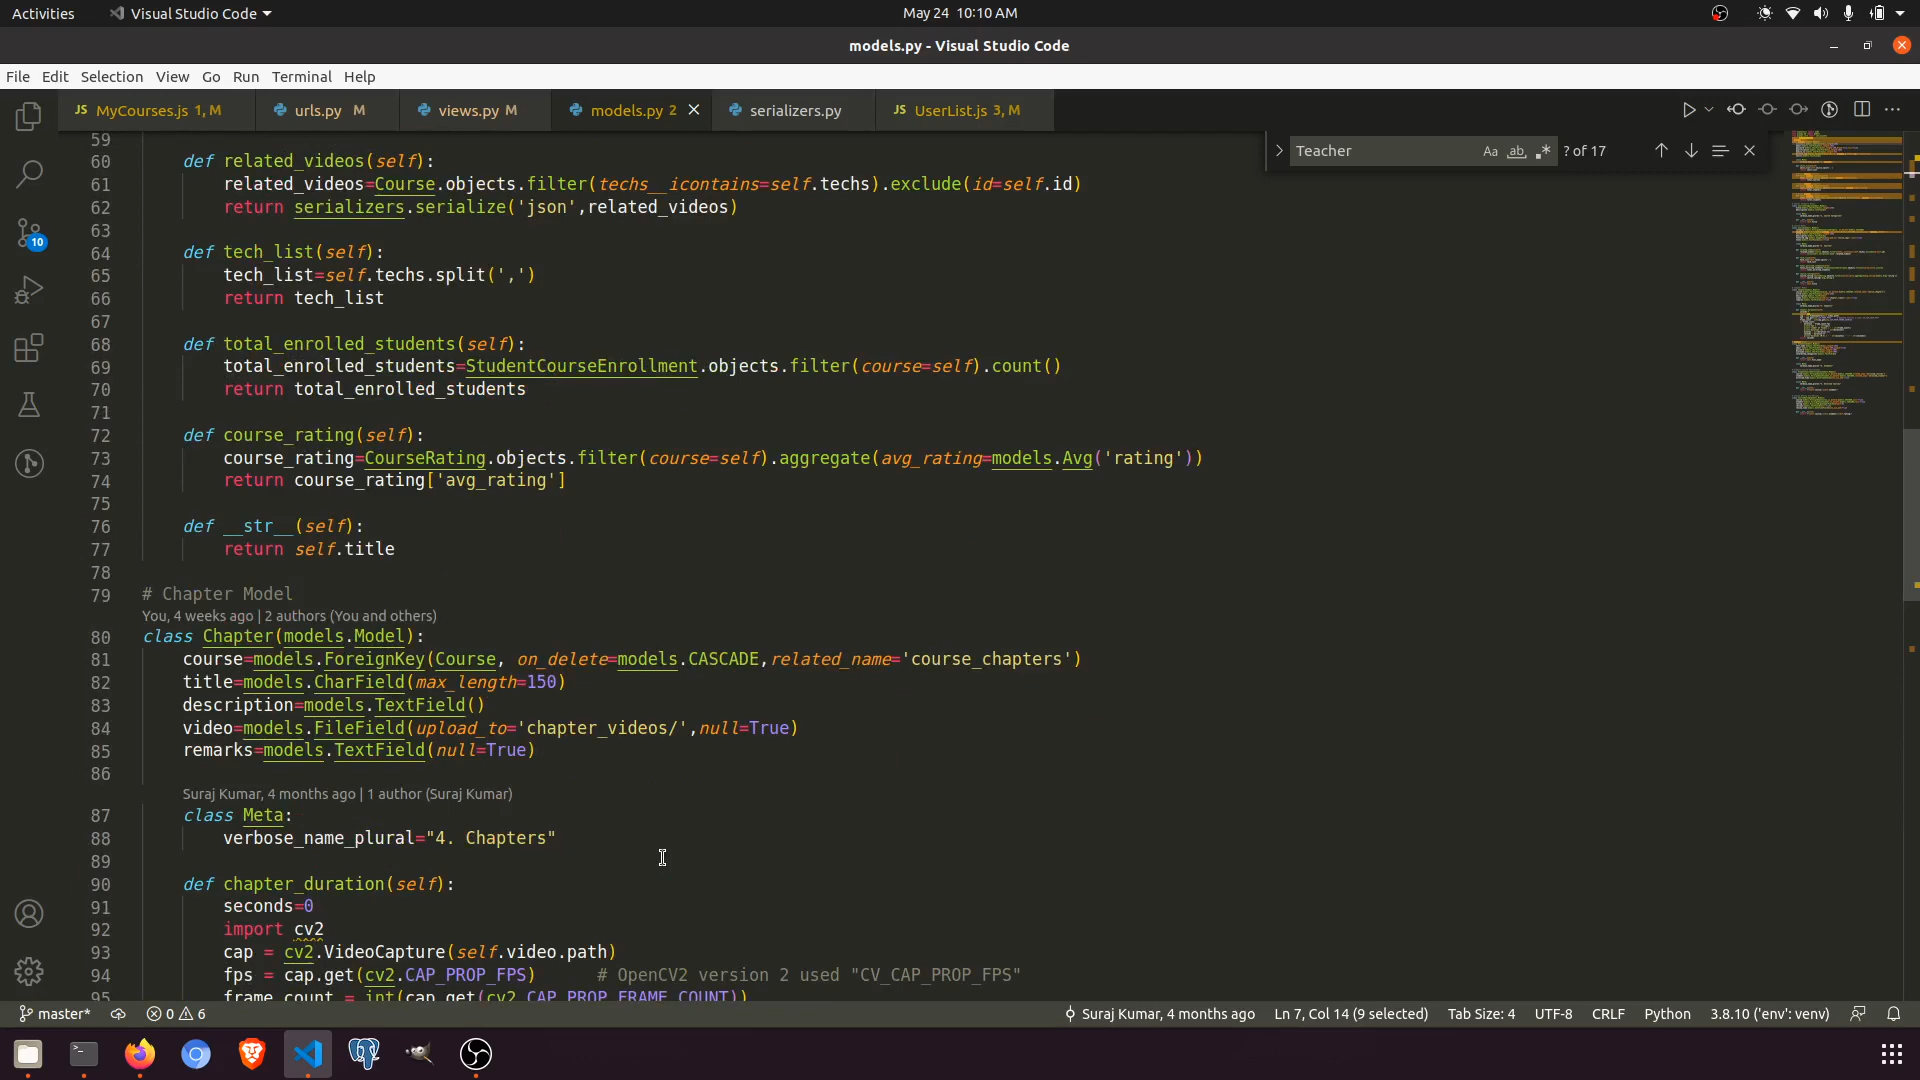 Activities
Visual Studio Code
May 24 10:10 AM
models.py - Visual Studio Code
File Edit Selection View Go Run Terminal Help
MyCourses.js 1, M
urls.py M
views.py M
models.py 2
serializers.py
UserList.js 3, M
Teacher
Aa
ab
? of 17
59
60 def related_videos(self):
61 related_videos=Course.objects.filter(techs__icontains=self.techs).exclude(id=self.id)
62 return serializers.serialize('json',related_videos)
63
64 def tech_list(self):
65 tech_list=self.techs.split(',')
66 return tech_list
67
68 def total_enrolled_students(self):
69 total_enrolled_students=StudentCourseEnrollment.objects.filter(course=self).count()
70 return total_enrolled_students
71
72 def course_rating(self):
73 course_rating=CourseRating.objects.filter(course=self).aggregate(avg_rating=models.Avg('rating'))
74 return course_rating['avg_rating']
75
76 def __str__(self):
77 return self.title
78
79 # Chapter Model
You, 4 weeks ago | 2 authors (You and others)
80 class Chapter(models.Model):
81 course=models.ForeignKey(Course, on_delete=models.CASCADE,related_name='course_chapters')
82 title=models.CharField(max_length=150)
83 description=models.TextField()
84 video=models.FileField(upload_to='chapter_videos/',null=True)
85 remarks=models.TextField(null=True)
86
Suraj Kumar, 4 months ago | 1 author (Suraj Kumar)
87 class Meta:
88 verbose_name_plural="4. Chapters"
89
90 def chapter_duration(self):
91 seconds=0
92 import cv2
93 cap = cv2.VideoCapture(self.video.path)
94 fps = cap.get(cv2.CAP_PROP_FPS) # OpenCV2 version 2 used "CV_CAP_PROP_FPS"
95 frame_count = int(cap.get(cv2.CAP_PROP_FRAME_COUNT))
10
master*
0 6
Suraj Kumar, 4 months ago
Ln 7, Col 14 (9 selected)
Tab Size: 4
UTF-8
CRLF
Python
3.8.10 ('env': venv)